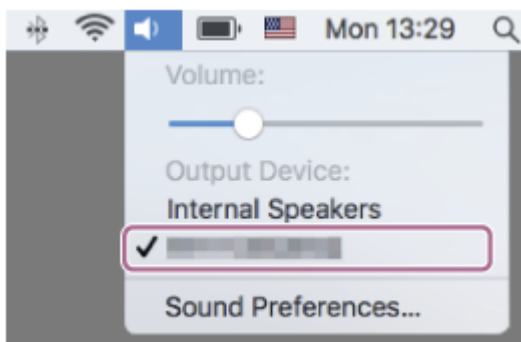 Mon 13:29
Volume:
Output Device:
Internal Speakers
Sound Preferences...